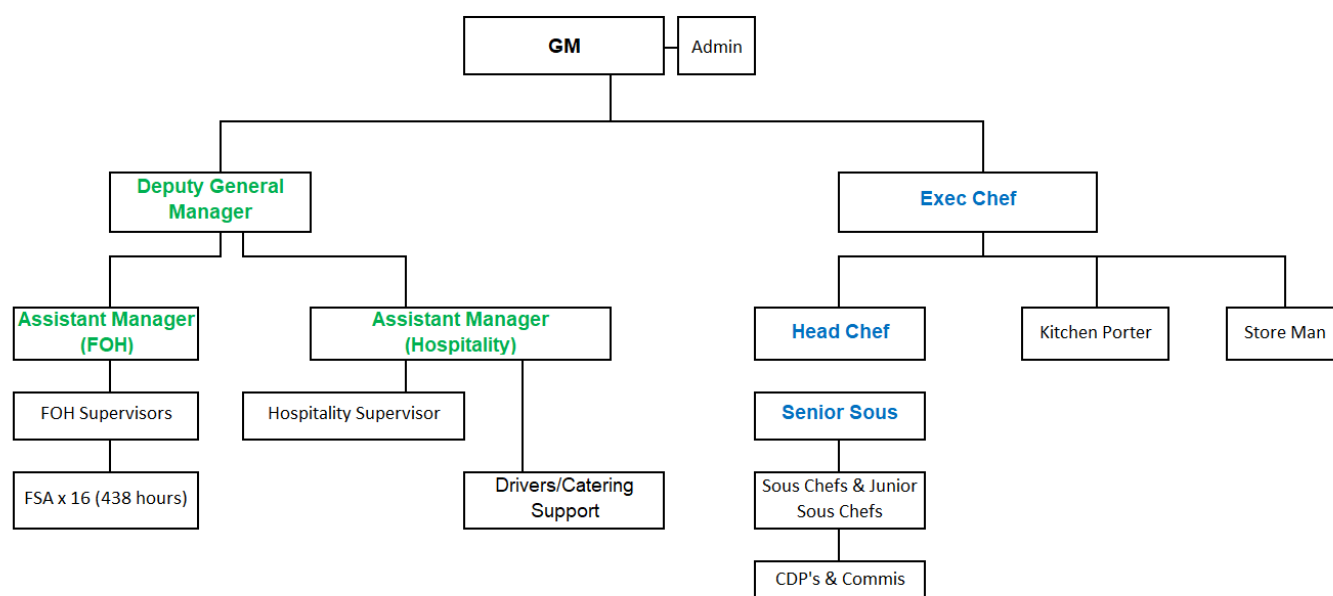 GM
Admin
Deputy General
Manager
Exec Chef
Assistant Manager
(FOH)
Assistant Manager
(Hospitality)
Head Chef
Kitchen Porter
Store Man
FOH Supervisors
Hospitality Supervisor
Senior Sous
FSA x 16 (438 hours)
Drivers/Catering
Support
Sous Chefs & Junior
Sous Chefs
CDP's & Commis